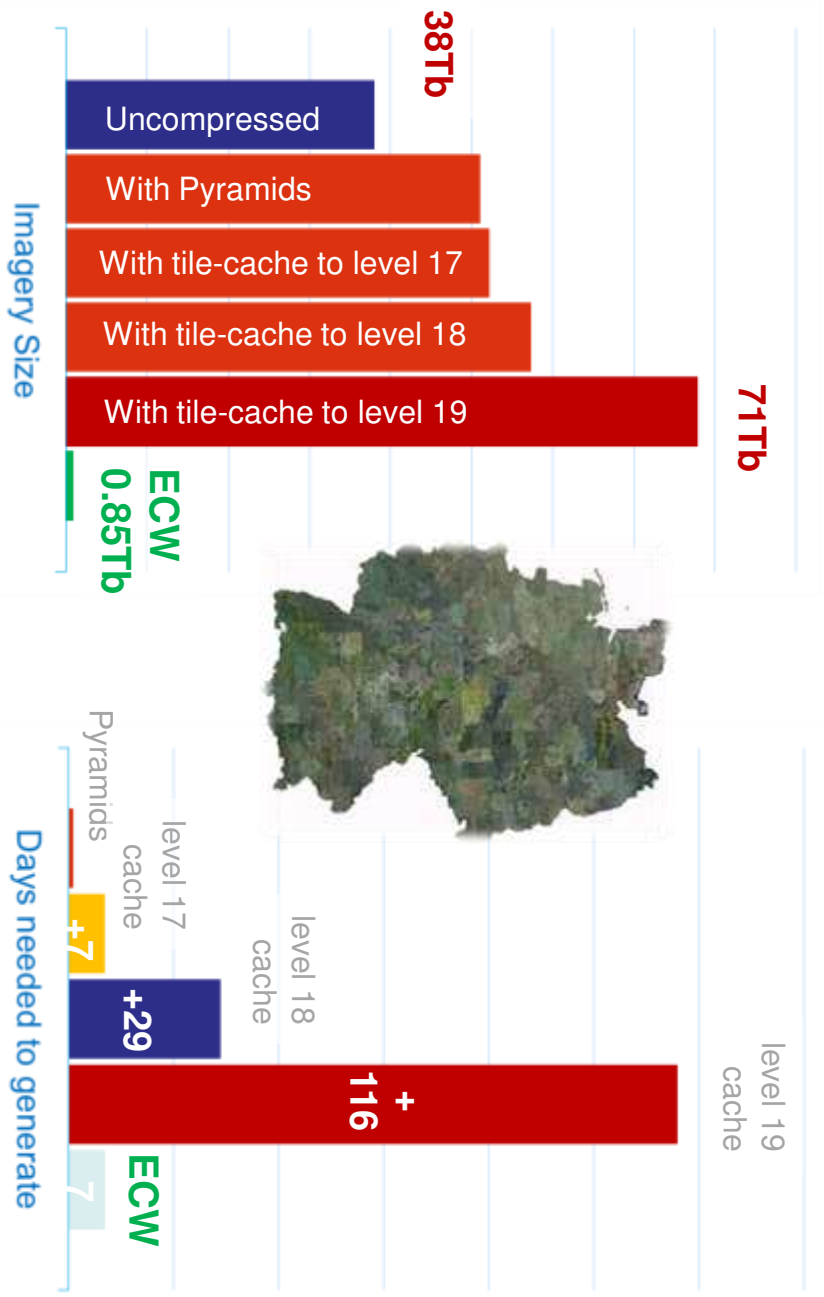 38Tb
Uncompressed
With Pyramids
With tile-cache to level 17
With tile-cache to level 18
With tile-cache to level 19
71Tb
ECW
0.85Tb
Imagery Size
Pyramids
level 17
cache
+7
level 18
cache
+29
level 19
cache
+
116
ECW
7
Days needed to generate